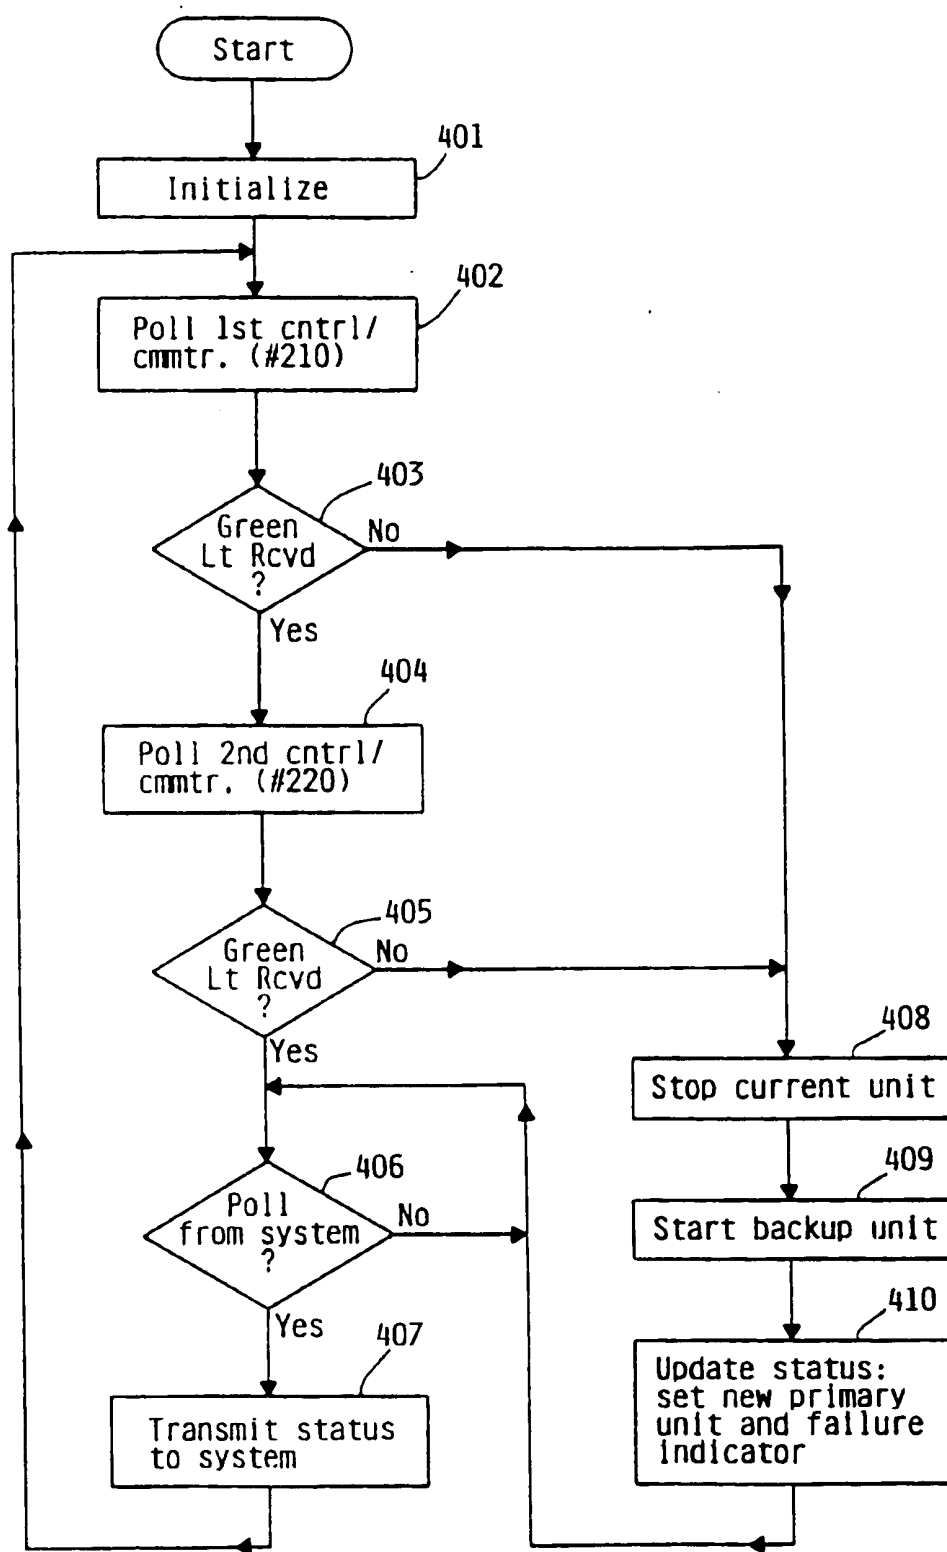 Start
401
Initialize
402
Poll 1st cntrl/
cmmtr. (#210)
403
Green
Lt Rcvd
?
No
Yes
404
Poll 2nd cntrl/
cmmtr. (#220)
405
Green
Lt Rcvd
?
No
Yes
406
Poll
from system
?
No
Yes
407
Transmit status
to system
408
Stop current unit
409
Start backup unit
410
Update status:
set new primary
unit and failure
indicator